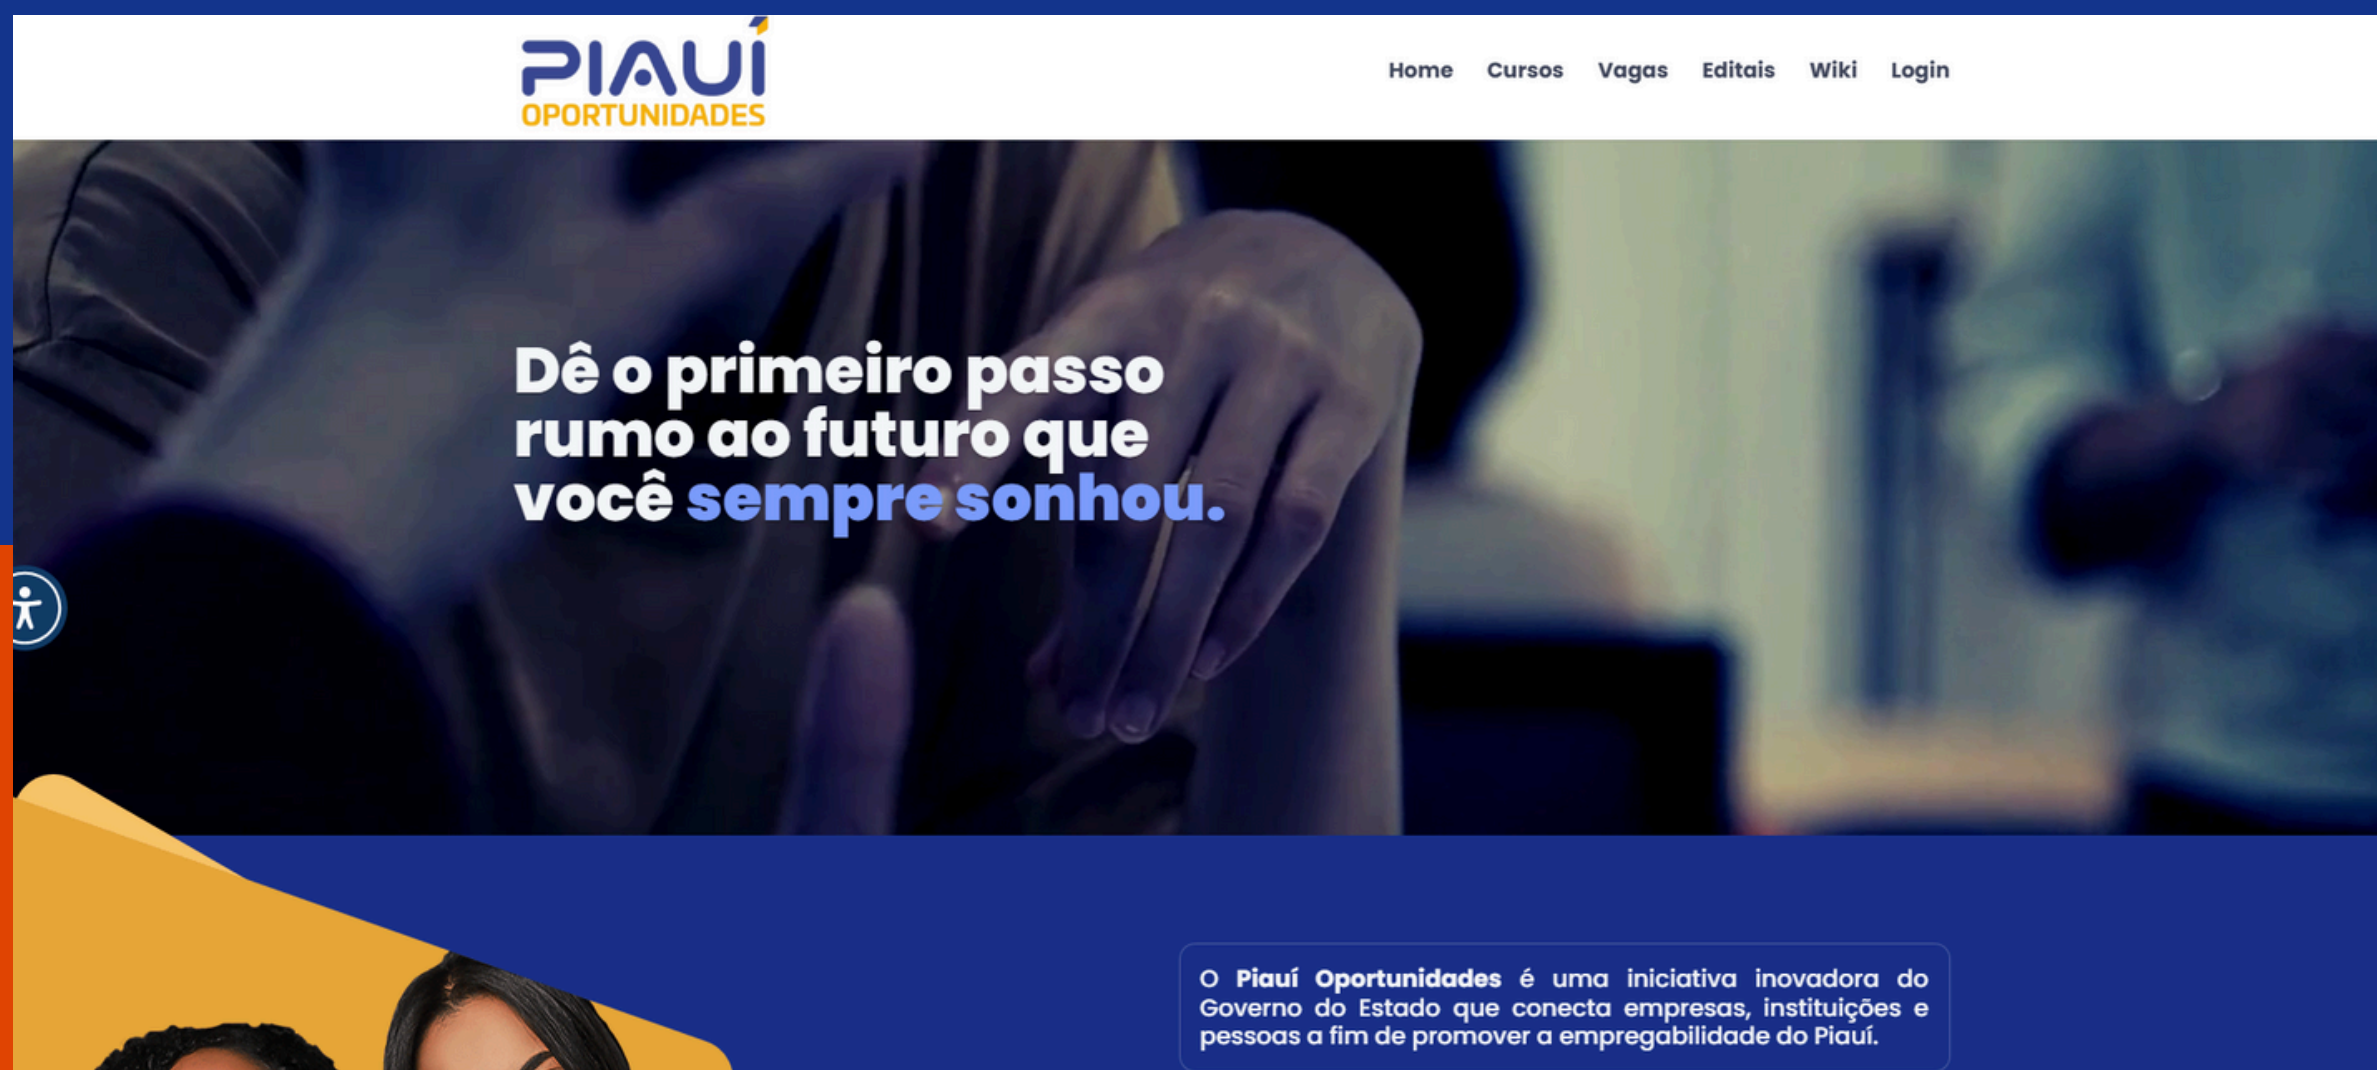 PIAUÍ
OPORTUNIDADES
Home Cursos Vagas Editais Wiki Login
Dê o primeiro passo
rumo ao futuro que
você sempre sonhou.
O Piauí Oportunidades é uma iniciativa inovadora do
Governo do Estado que conecta empresas, instituições e
pessoas a fim de promover a empregabilidade do Piauí.